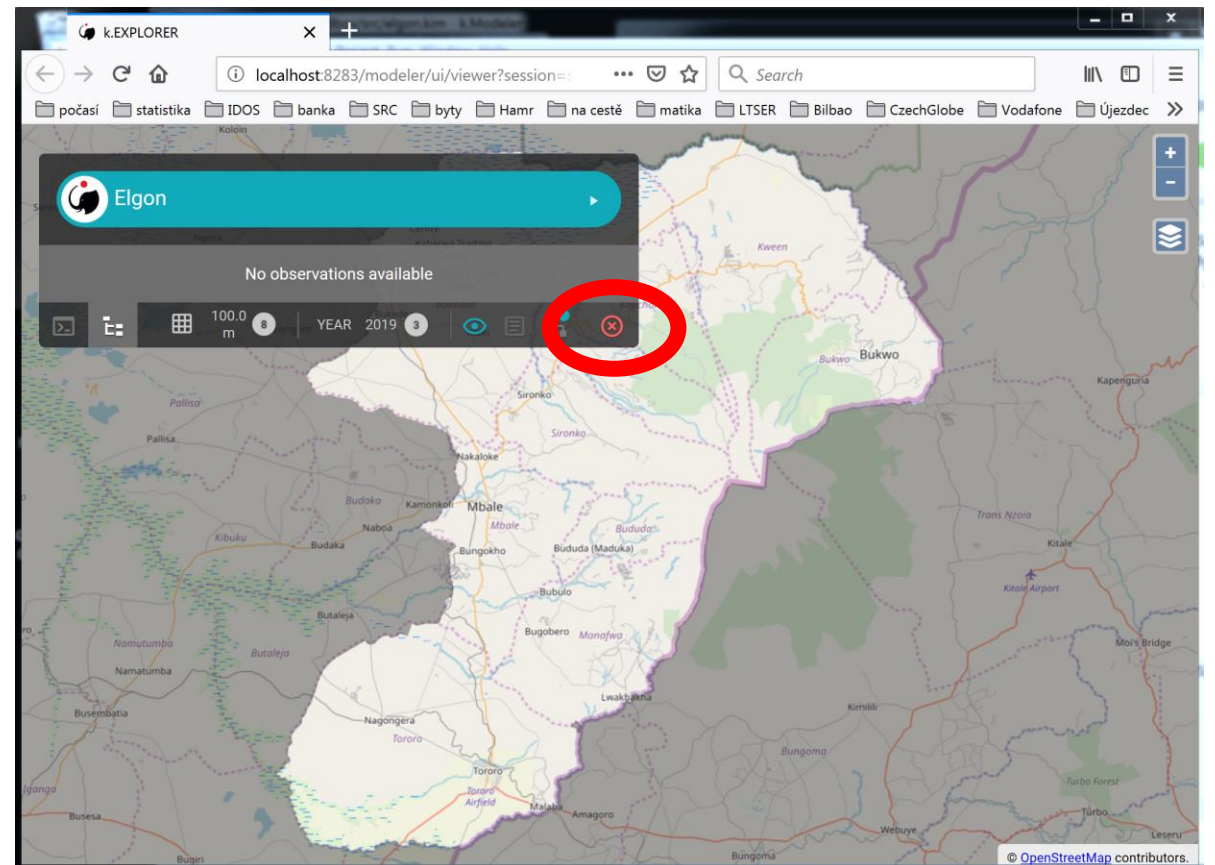 k.EXPLORER
localhost:8283/modeler/ui/viewer?session=
Search
počasí statistika IDOS banka SRC byty Hamr na cestě matika LTSER Bilbao CzechGlobe Vodafone Újezdec
Koloin
Elgon
No observations available
100.0 m 8 YEAR 2019 3
Kween
Bukwo Bukwo
Kapenguria
Sironko
Pallisa
Sironko
Pallisa
Nakaloke
Budaka Kamonkoli Mbale
Mbale
Trans Nzoia
Naboa
Bududa
Kibuku
Budaka
Bungokho
Bududa (Maduka)
Kitale
Bubulo
Kitale Airport
Butaleja
Bugobero Manafwa
Namutumba
Butaleja
Moi's Bridge
Namatumba
Lwakhakha
Busembatia
Kimilili
Nagongera
Tororo
Bungoma
Tororo
Iganga
Tororo Airfield
Turbo Forest
Malaba
Busesa
Amagoro
Turbo
Webuye
Leseru
Bugiri
Bungoma
© OpenStreetMap contributors.